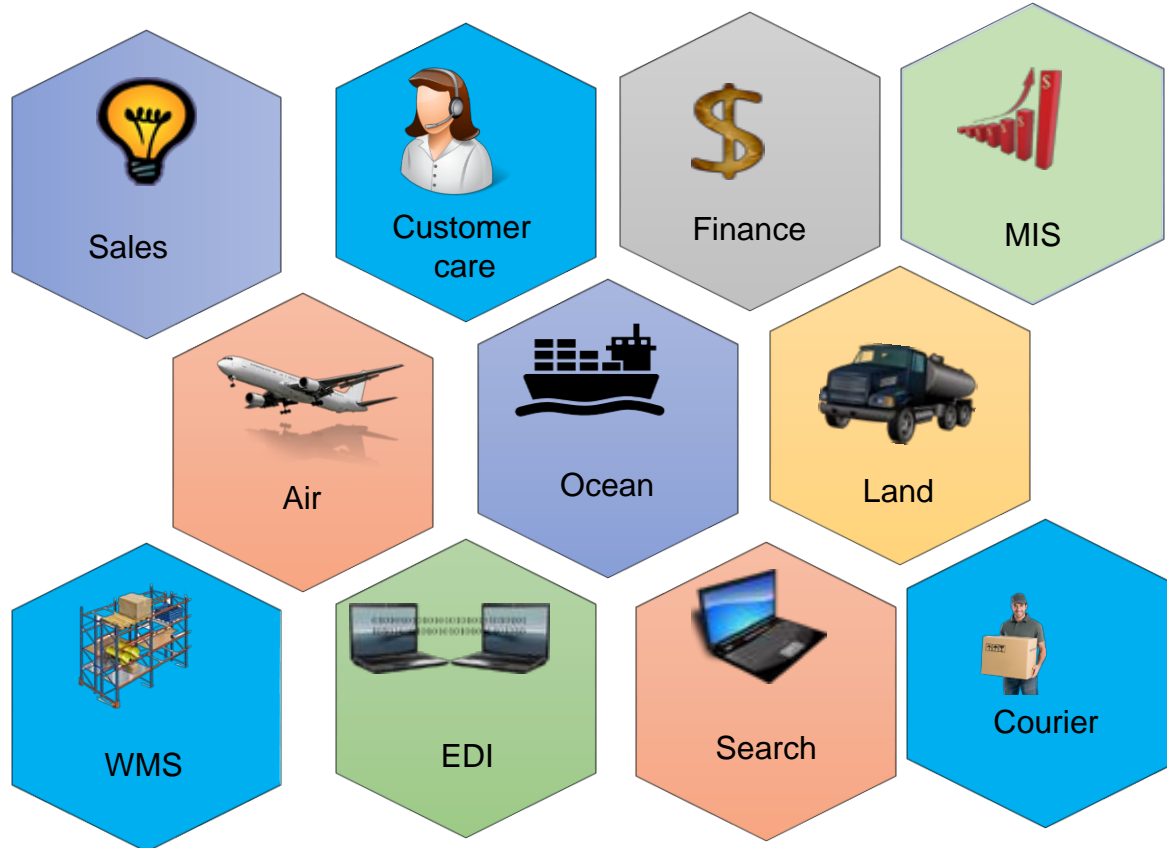 Sales
Customer
care
Finance
MIS
Air
Ocean
Land
WMS
EDI
Search
Courier